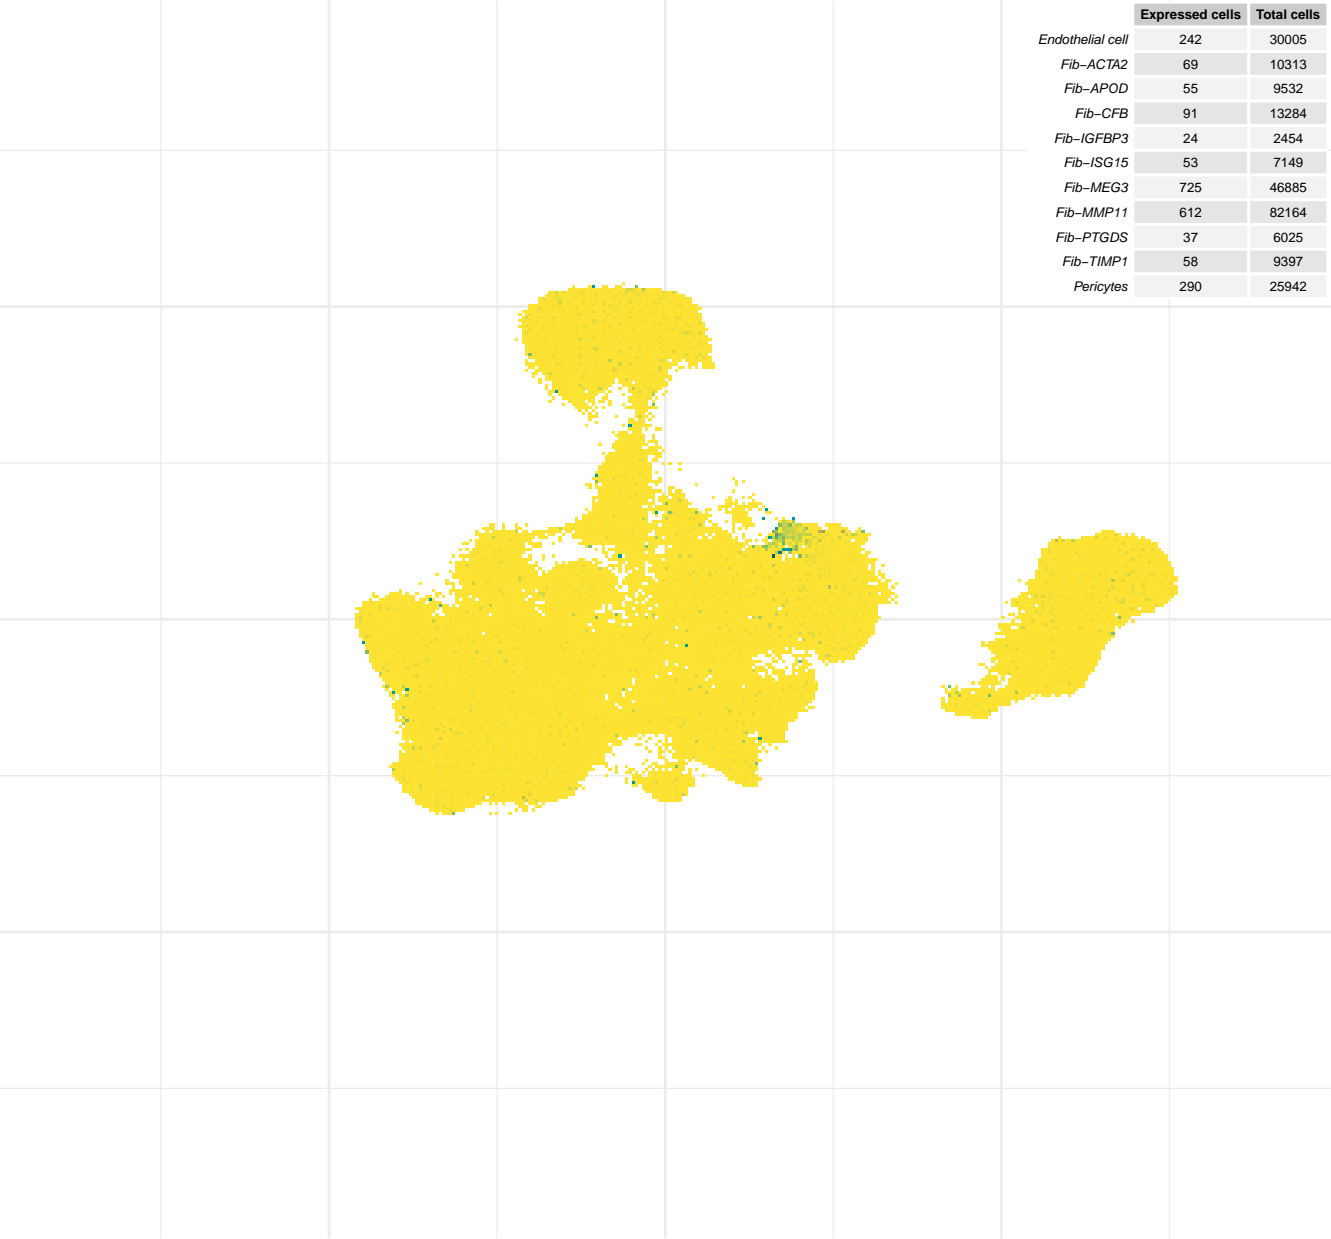 Expressed cells Total cells
Endothelial cell 242 30005
Fib−ACTA2 69 10313
Fib−APOD 55 9532
Fib−CFB 91 13284
Fib−IGFBP3 24 2454
Fib−ISG15 53 7149
Fib−MEG3 725 46885
Fib−MMP11 612 82164
Fib−PTGDS 37 6025
Fib−TIMP1 58 9397
Pericytes 290 25942